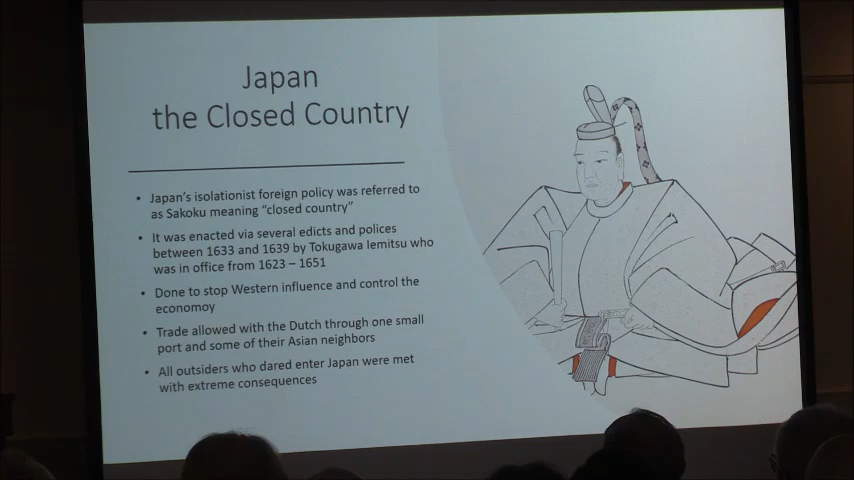 Japan
the Closed Country
• Japan's isolationist foreign policy was referred to
as Sakoku meaning "closed country"
• It was enacted via several edicts and polices
between 1633 and 1639 by Tokugawa Iemitsu who
was in office from 1623 – 1651
• Done to stop Western influence and control the
economoy
• Trade allowed with the Dutch through one small
port and some of their Asian neighbors
• All outsiders who dared enter Japan were met
with extreme consequences